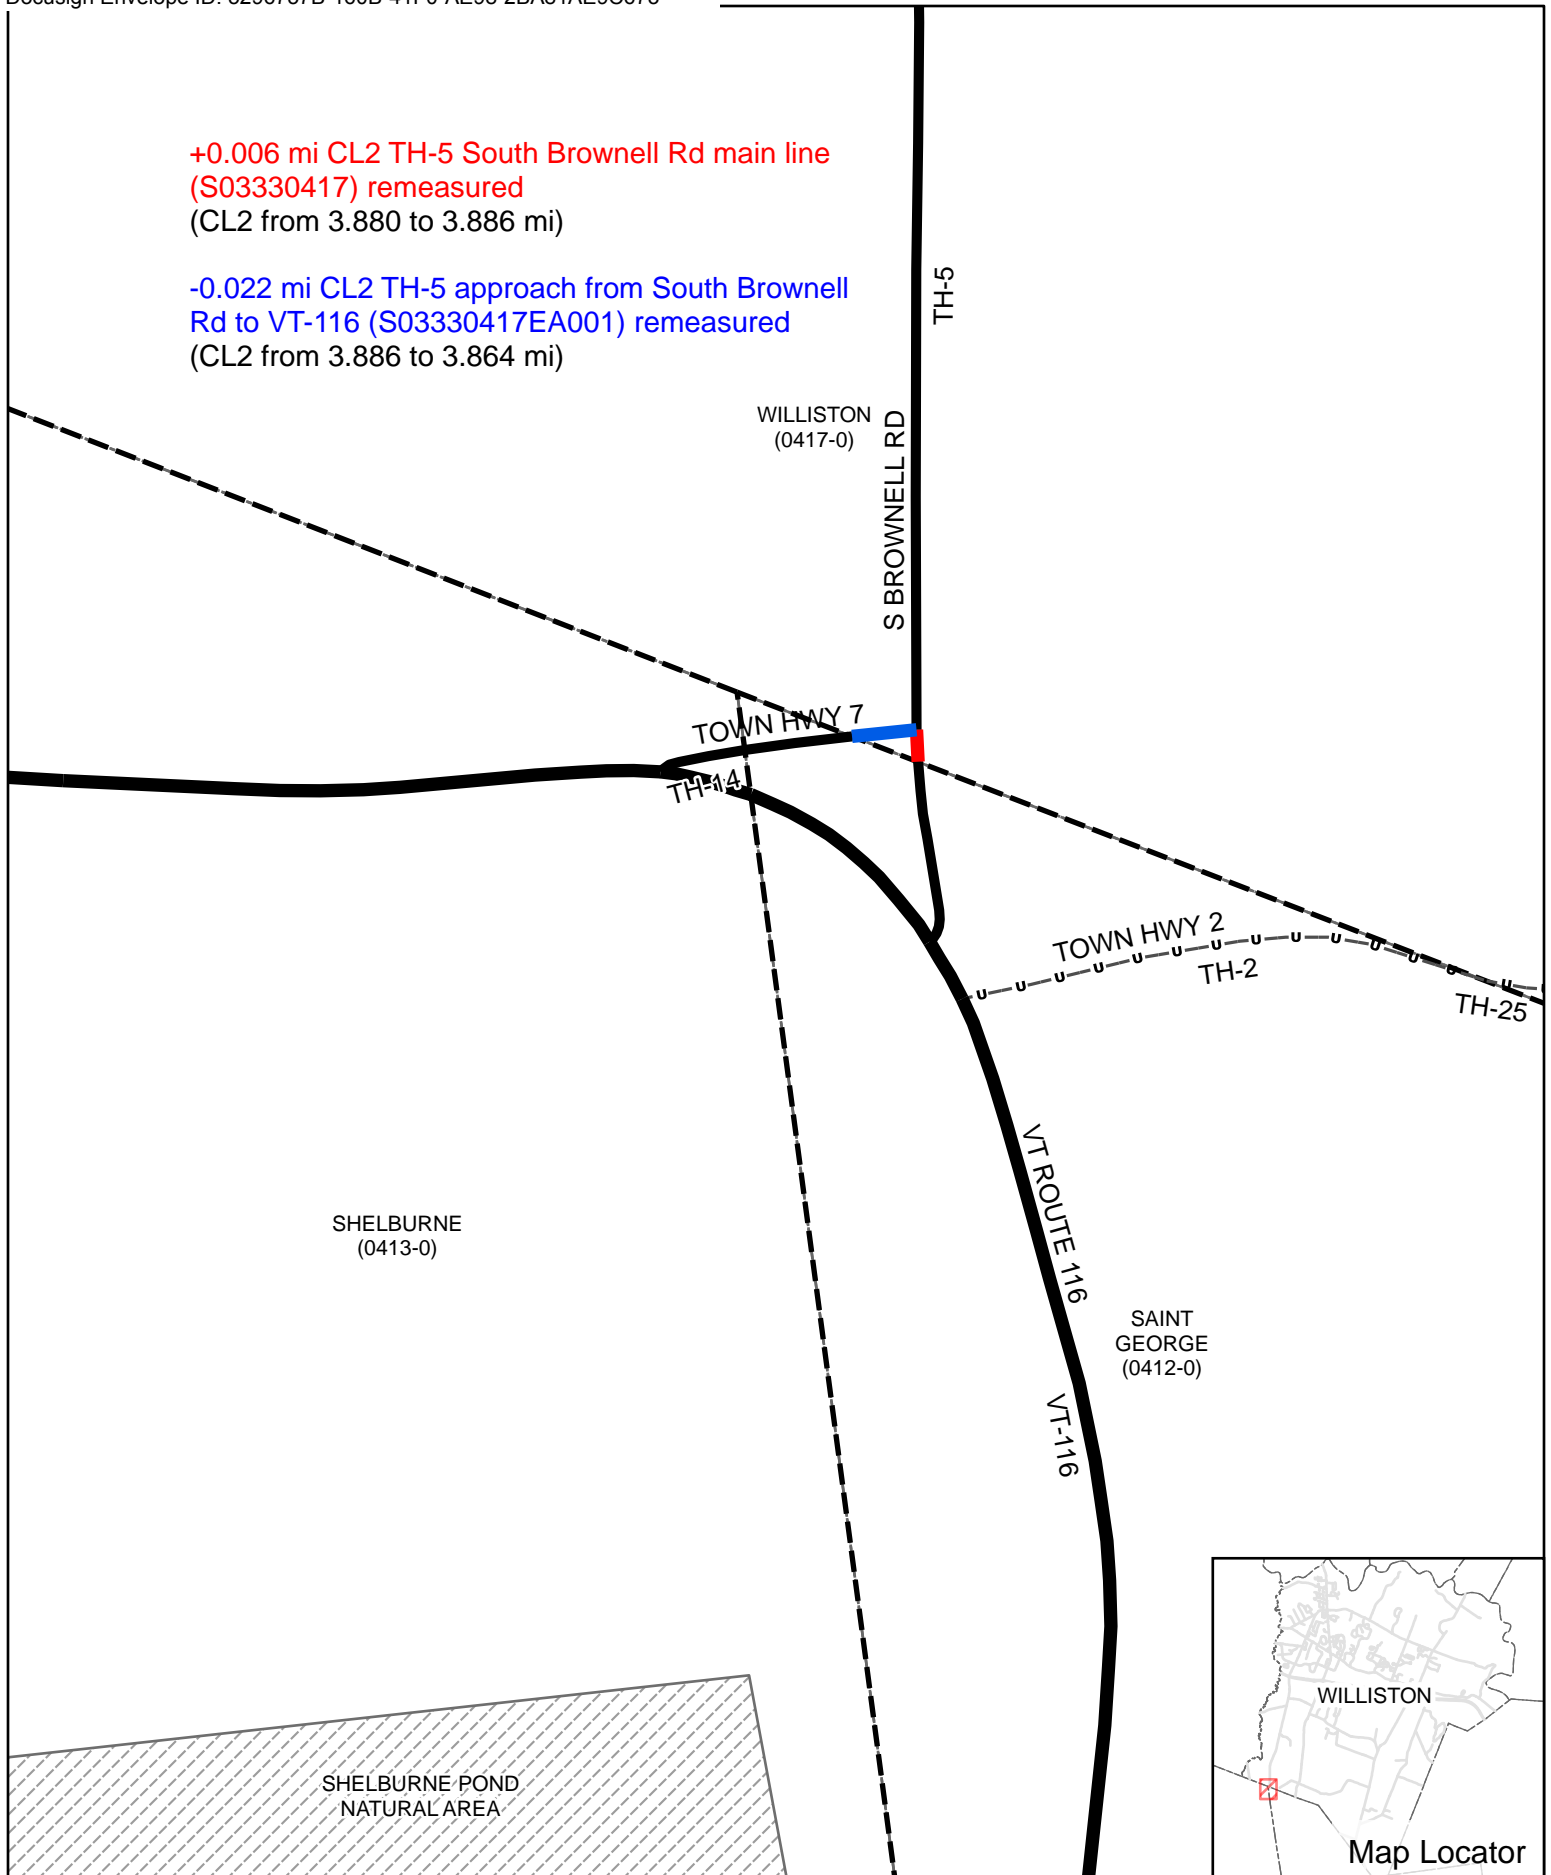 +0.006 mi CL2 TH-5 South Brownell Rd main line
(S03330417) remeasured
(CL2 from 3.880 to 3.886 mi)
-0.022 mi CL2 TH-5 approach from South Brownell
Rd to VT-116 (S03330417EA001) remeasured
(CL2 from 3.886 to 3.864 mi)
TH-5
WILLISTON
(0417-0)
S BROWNELL RD
TOWN HWY 7
TH-14
TOWN HWY 2
TH-2
TH-25
VT ROUTE 116
SHELBURNE
(0413-0)
SAINT
GEORGE
(0412-0)
VT-116
SHELBURNE POND
NATURAL AREA
WILLISTON
Map Locator